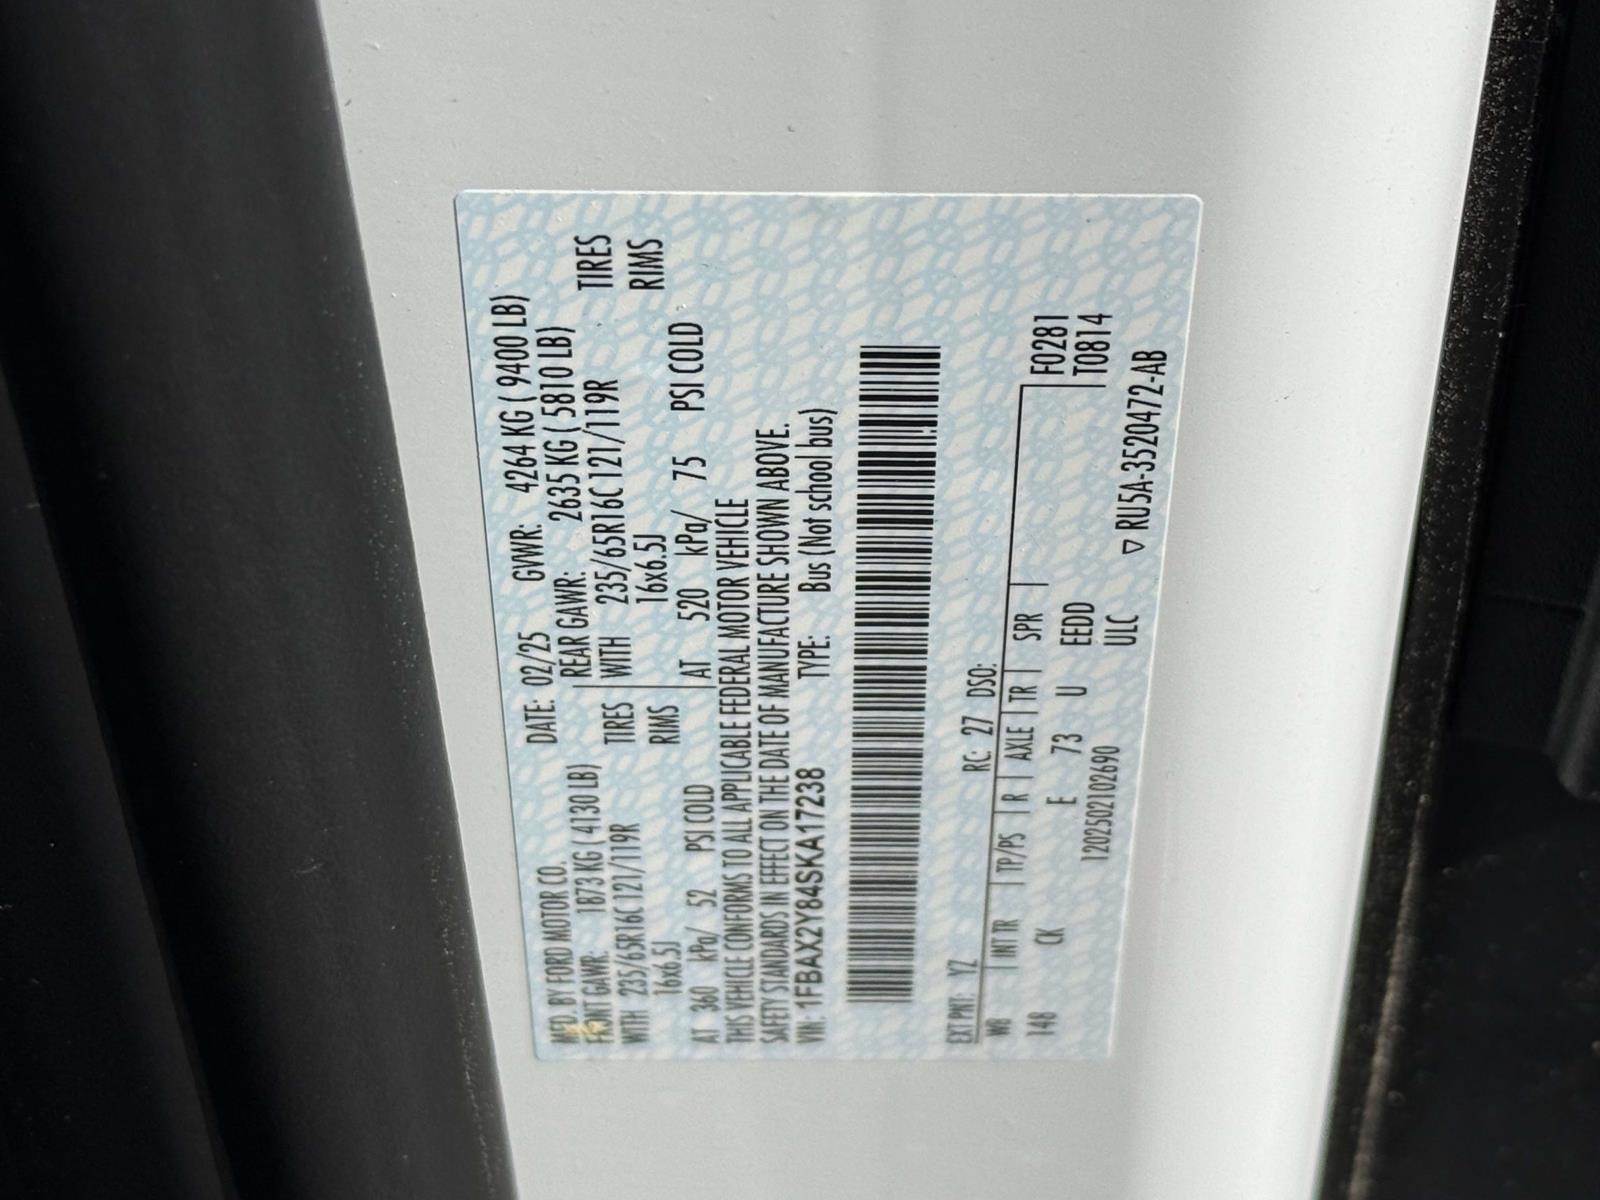 MFD. BY FORD MOTOR CO. DATE: 02/25 GVWR: 4264 KG ( 9400 LB)
FRONT GAWR: 1873 KG ( 4130 LB) REAR GAWR: 2635 KG ( 5810 LB)
WITH 235/65R16C 121/119R TIRES WITH 235/65R16C 121/119R TIRES
16x6.5J RIMS 16x6.5J RIMS
AT 360 kPa/ 52 PSI COLD AT 520 kPa/ 75 PSI COLD
THIS VEHICLE CONFORMS TO ALL APPLICABLE FEDERAL MOTOR VEHICLE
SAFETY STANDARDS IN EFFECT ON THE DATE OF MANUFACTURE SHOWN ABOVE.
VIN: 1FBAX2Y84SKA17238 TYPE: Bus (Not school bus)
EXT PNT: YZ RC: 27 DSO:
WB INT TR TP/PS R AXLE TR SPR F0281
148 CK E 73 U EEDD T0814
120250210269​0 ULC
▽ RU5A-3520472-AB